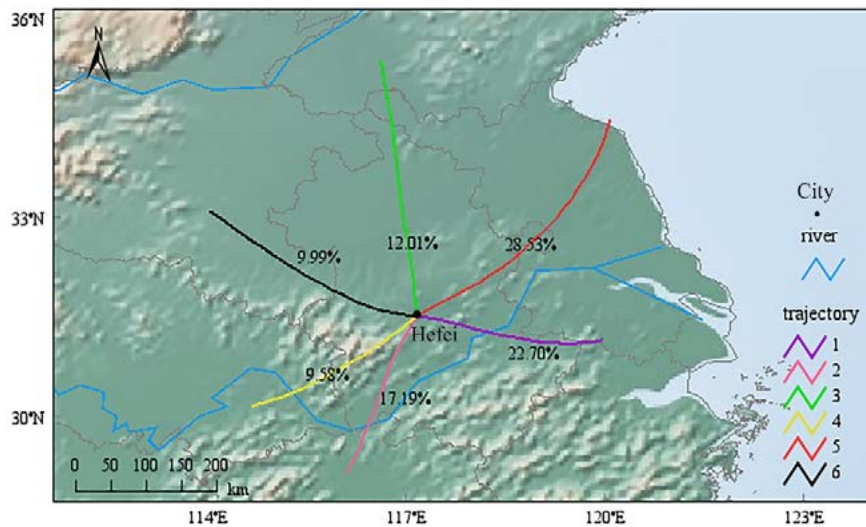 36°N
N
33°N
30°N
City
river
trajectory
1
2
3
4
5
6
9.99%
12.01%
28.53%
Hefei
22.70%
9.58%
17.19%
0 50 100 150 200
km
114°E
117°E
120°E
123°E